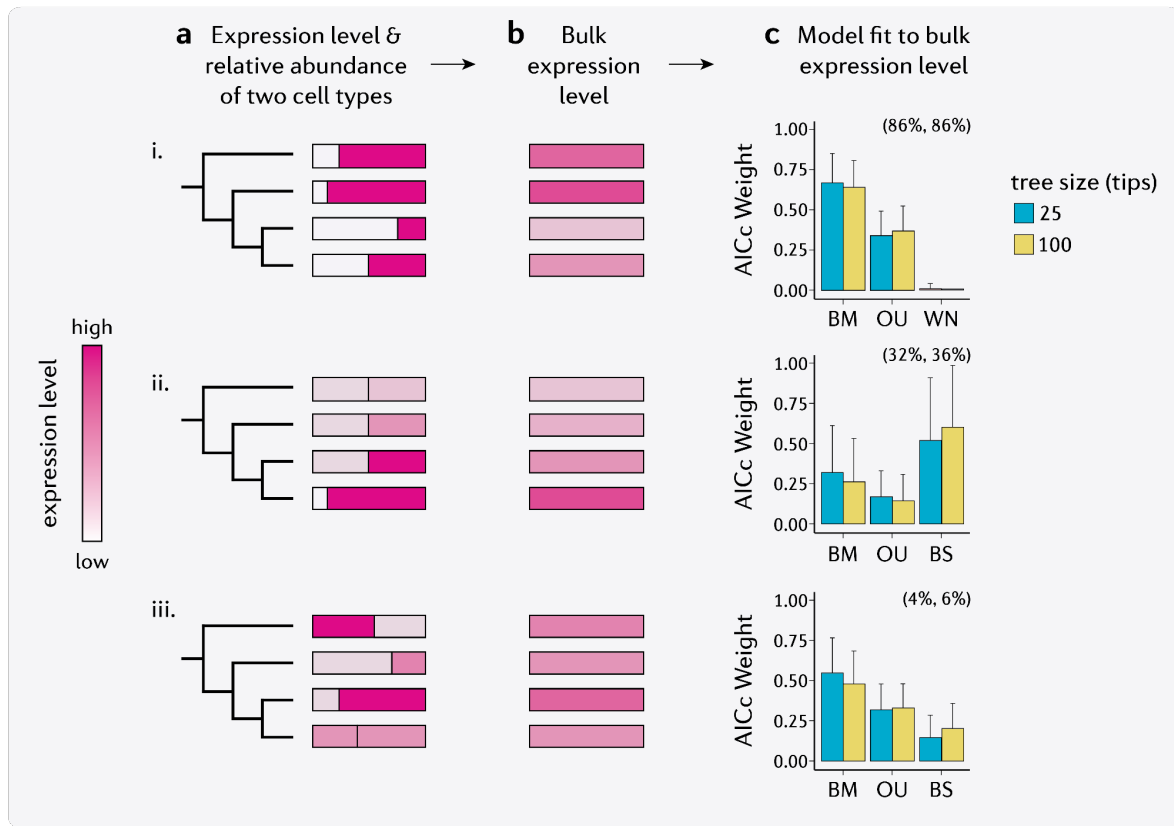 a Expression level &
relative abundance
of two cell types
b Bulk
expression
level
c Model fit to bulk
expression level
i.
(86%, 86%)
AICc Weight
1.00
0.75
0.50
0.25
0.00
BM OU WN
tree size (tips)
25
100
expression level
high
low
ii.
(32%, 36%)
AICc Weight
1.00
0.75
0.50
0.25
0.00
BM OU BS
iii.
(4%, 6%)
AICc Weight
1.00
0.75
0.50
0.25
0.00
BM OU BS